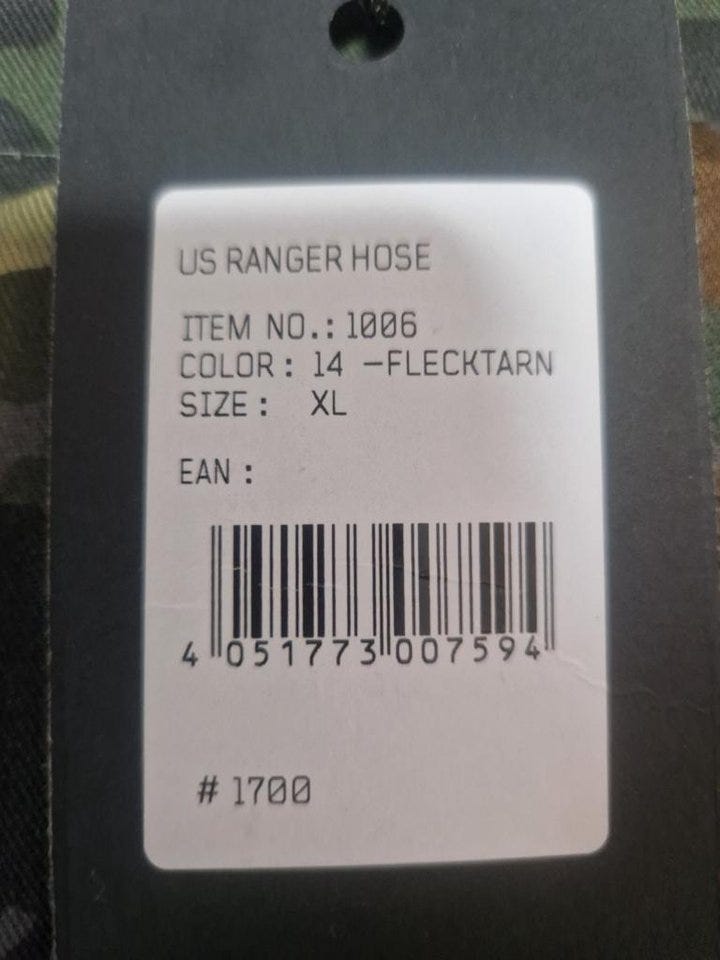 US RANGER HOSE
ITEM NO.: 1006
COLOR: 14 -FLECKTARN
SIZE: XL
EAN :
4 051773 007594
# 1700